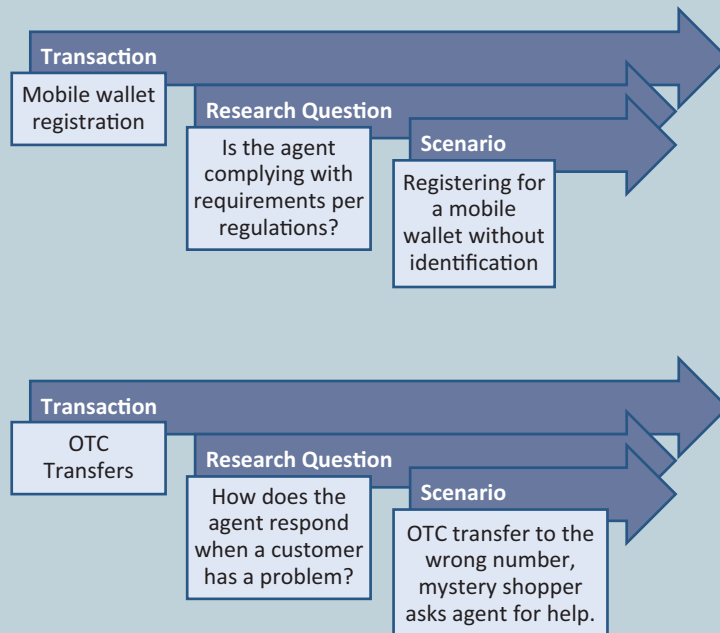 Transaction
Mobile wallet
registration
Research Question
Is the agent
complying with
requirements per
regulations?
Scenario
Registering for
a mobile
wallet without
identification
Transaction
OTC
Transfers
Research Question
How does the
agent respond
when a customer
has a problem?
Scenario
OTC transfer to the
wrong number,
mystery shopper
asks agent for help.